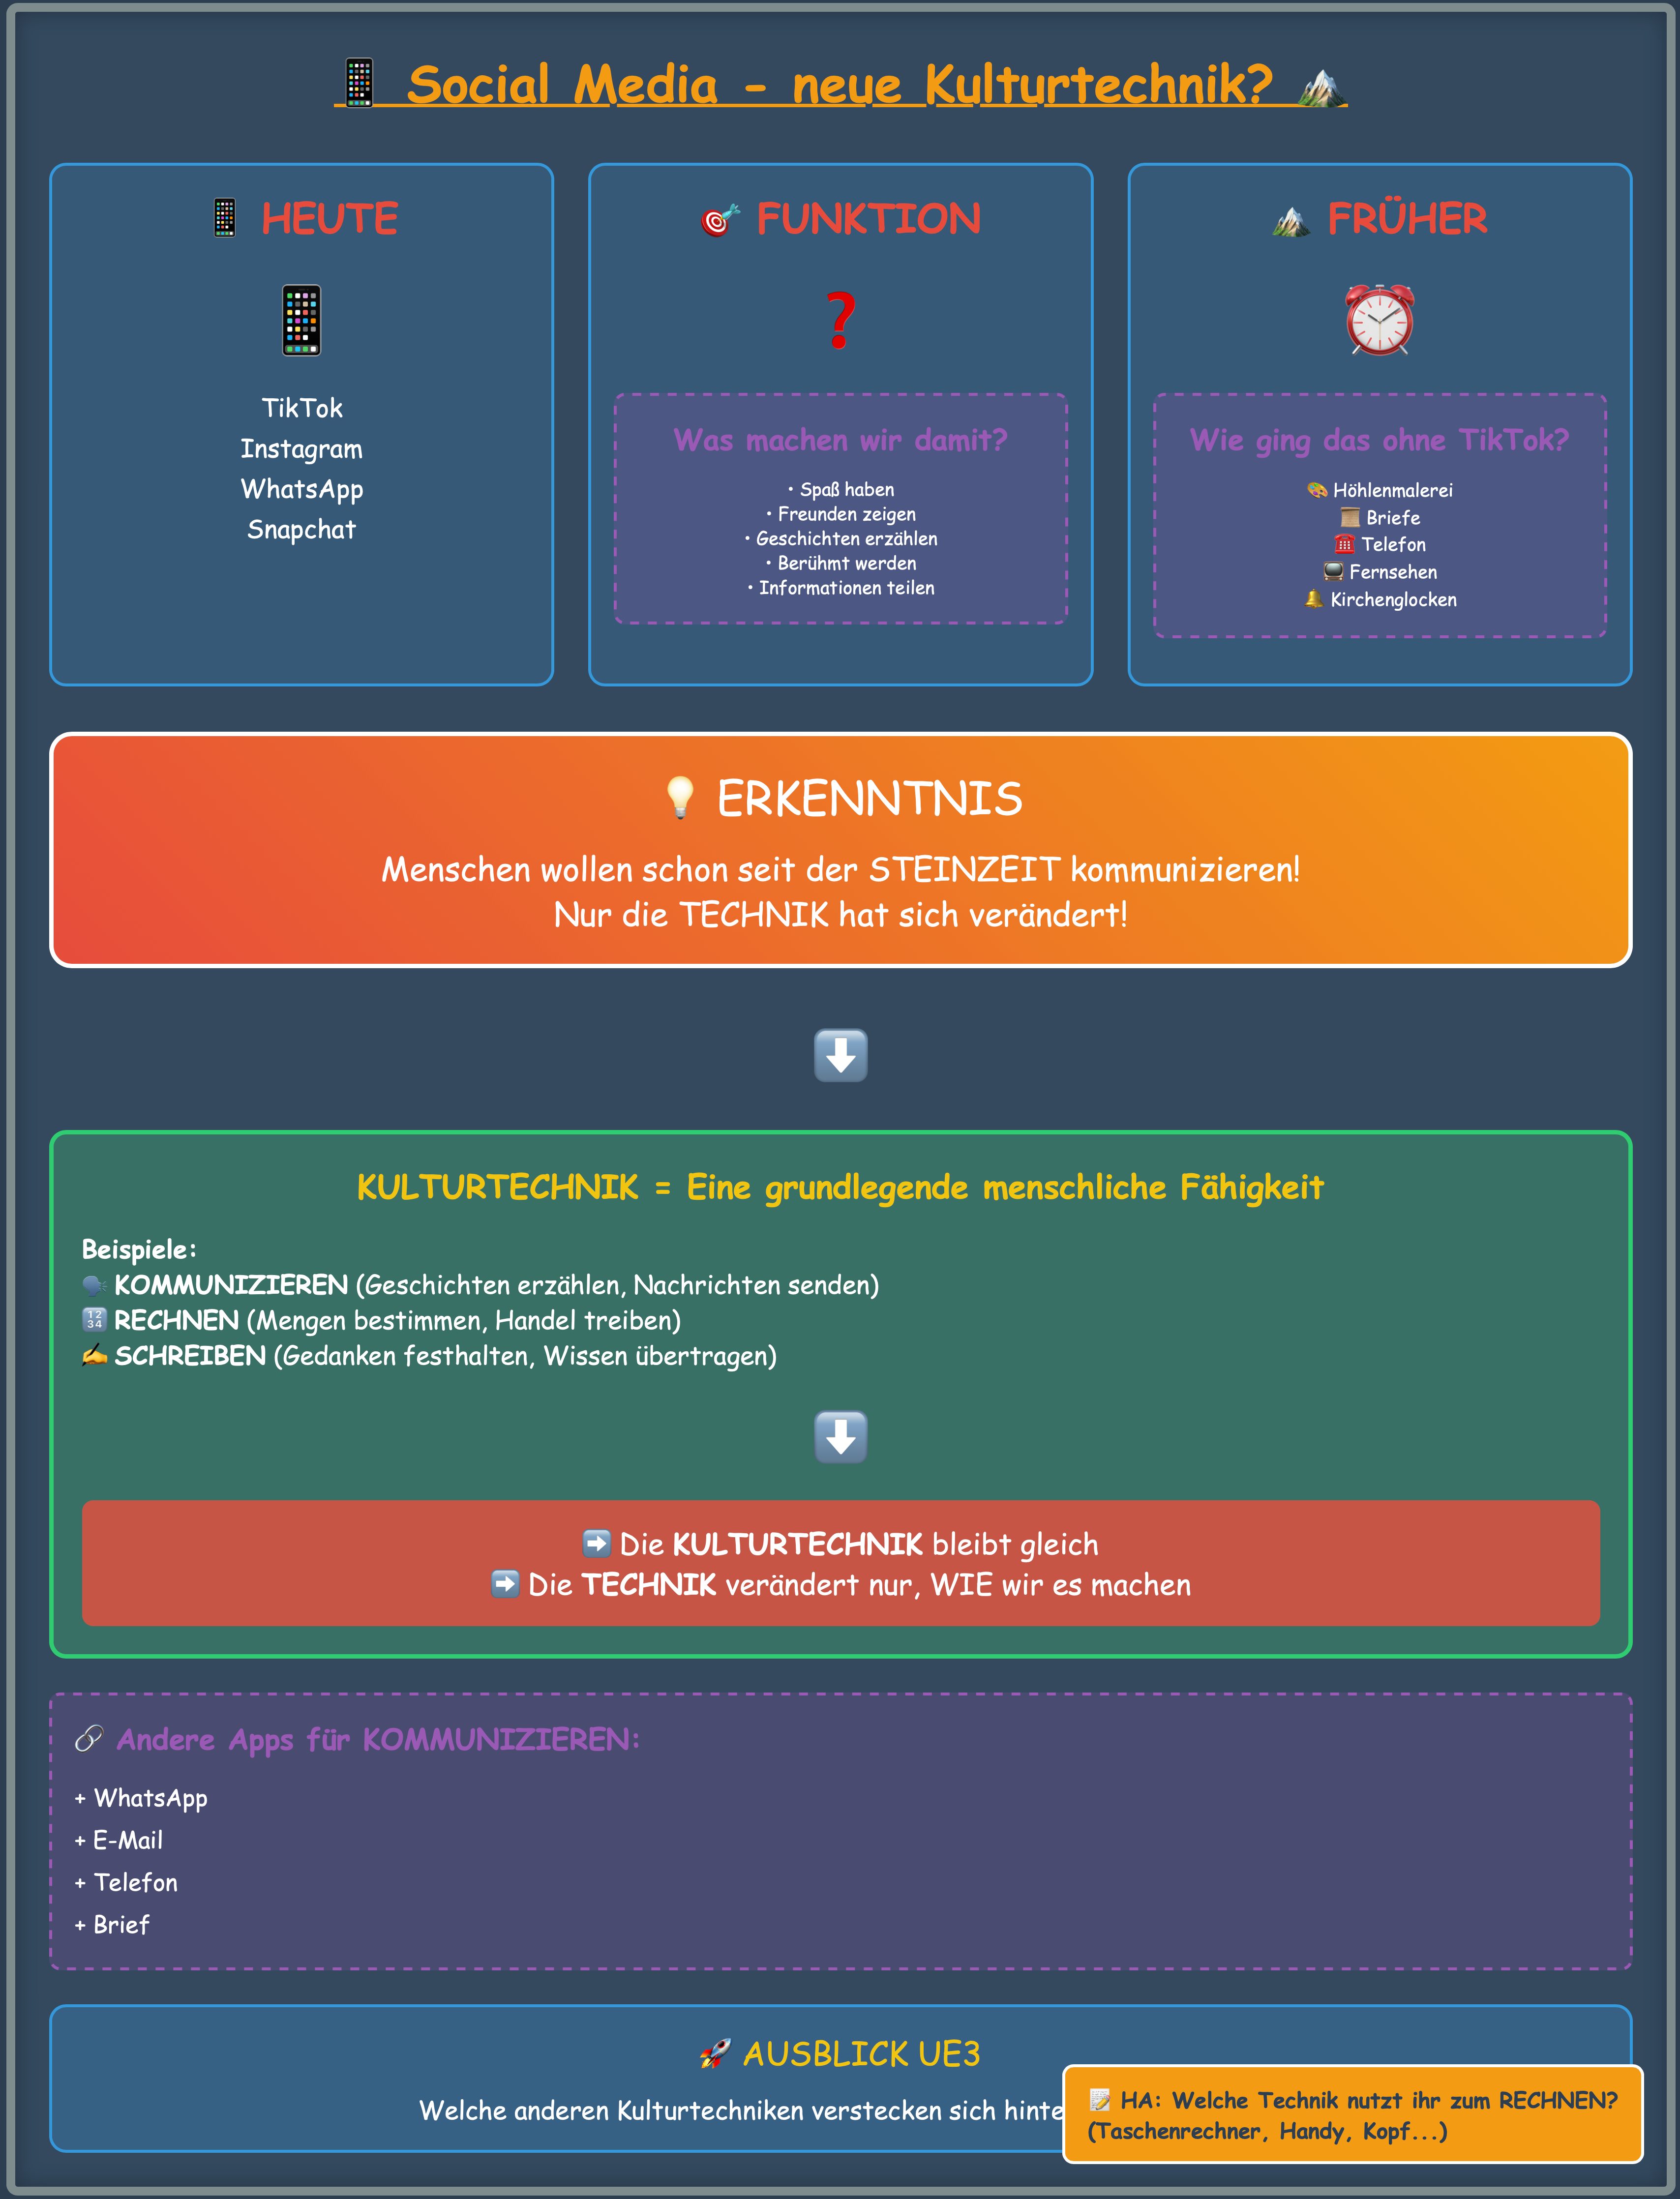 📱 Social Media - neue Kulturtechnik? 🏔️
📱 HEUTE
TikTok
Instagram
WhatsApp
Snapchat
🎯 FUNKTION
❓
Was machen wir damit?
• Spaß haben
• Freunden zeigen
• Geschichten erzählen
• Berühmt werden
• Informationen teilen
🏔️ FRÜHER
Wie ging das ohne TikTok?
🎨 Höhlenmalerei
📜 Briefe
☎️ Telefon
📺 Fernsehen
🔔 Kirchenglocken
💡 ERKENNTNIS
Menschen wollen schon seit der STEINZEIT kommunizieren!
Nur die TECHNIK hat sich verändert!
⬇️
KULTURTECHNIK = Eine grundlegende menschliche Fähigkeit
Beispiele:
🗣️ KOMMUNIZIEREN (Geschichten erzählen, Nachrichten senden)
🔢 RECHNEN (Mengen bestimmen, Handel treiben)
✍️ SCHREIBEN (Gedanken festhalten, Wissen übertragen)
⬇️
➡️ Die KULTURTECHNIK bleibt gleich
➡️ Die TECHNIK verändert nur, WIE wir es machen
🔗 Andere Apps für KOMMUNIZIEREN:
+ WhatsApp
+ E-Mail
+ Telefon
+ Brief
🚀 AUSBLICK UE3
Welche anderen Kulturtechniken verstecken sich hinte
📝 HA: Welche Technik nutzt ihr zum RECHNEN?
(Taschenrechner, Handy, Kopf...)